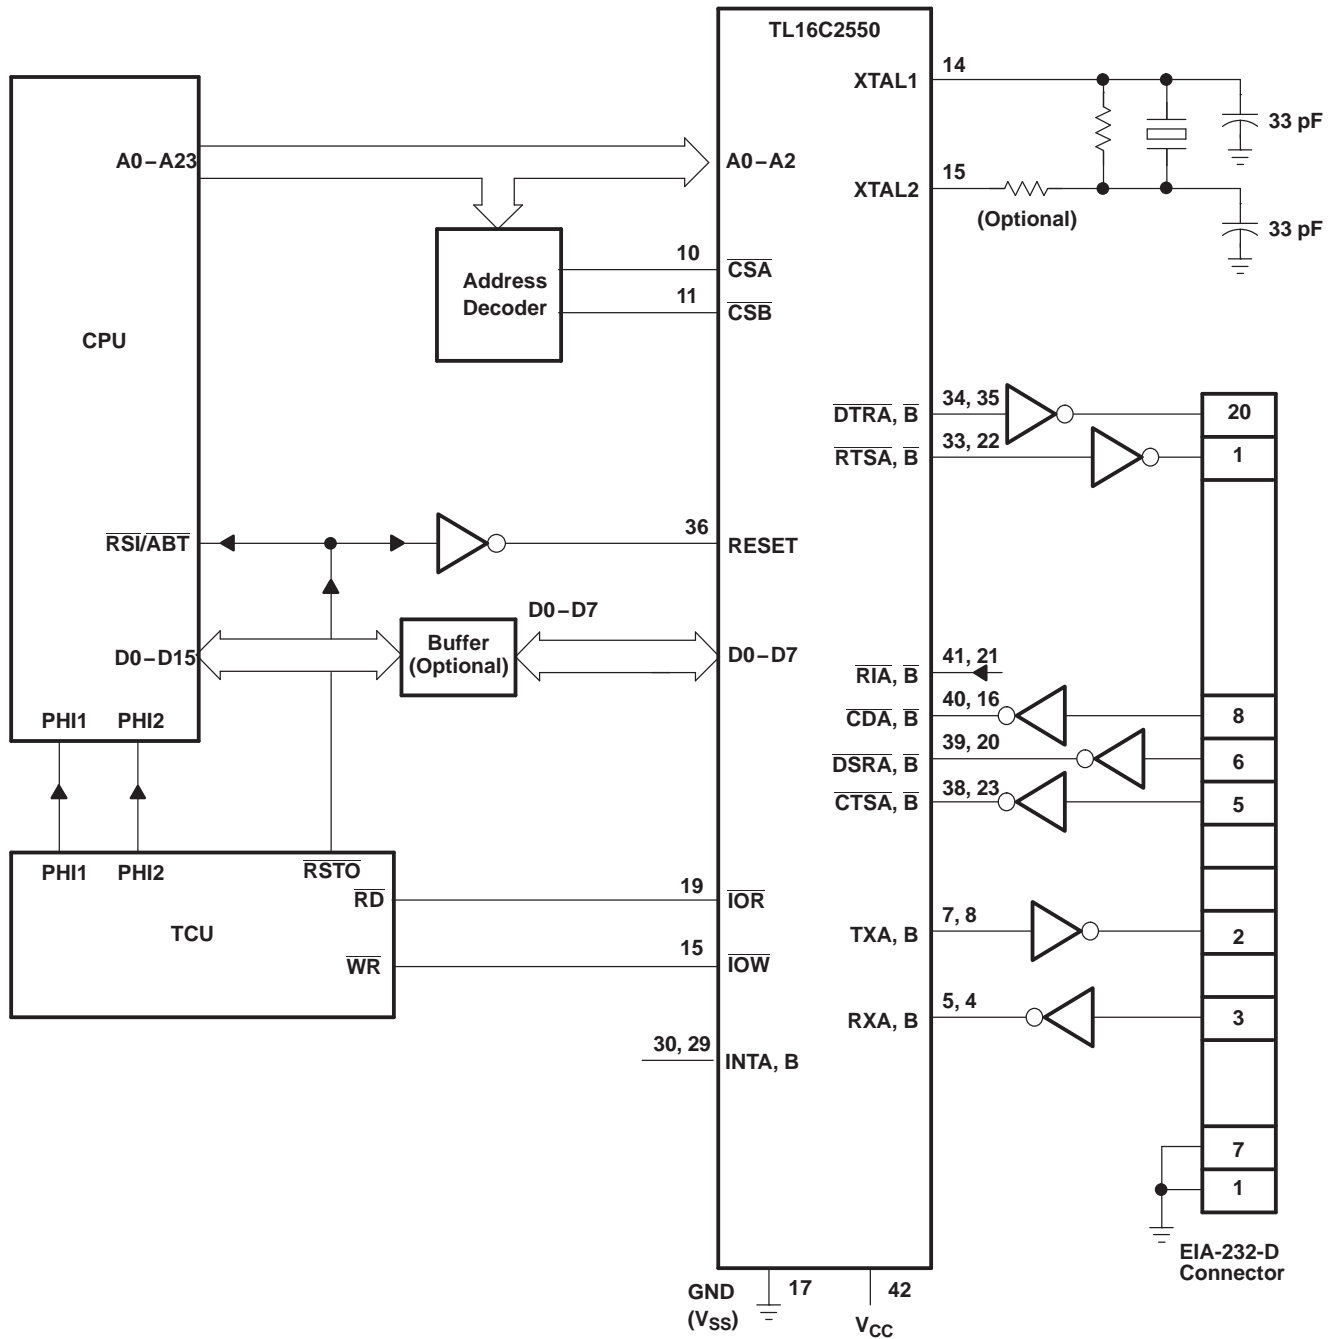 TL16C2550
14
XTAL1
33 pF
A0–A23
A0–A2
15
XTAL2
(Optional)
33 pF
10
CSA
Address
Decoder
11
CSB
CPU
34, 35
DTRA, B
20
33, 22
RTSA, B
1
RSI/ABT
36
RESET
D0–D7
D0–D15
Buffer
(Optional)
D0–D7
41, 21
RIA, B
40, 16
CDA, B
8
39, 20
DSRA, B
6
38, 23
CTSA, B
5
PHI1
PHI2
PHI1
PHI2
RSTO
RD
19
IOR
TCU
7, 8
TXA, B
2
WR
15
IOW
5, 4
RXA, B
3
30, 29
INTA, B
7
1
EIA-232-D
Connector
GND
(VSS)
17
42
VCC